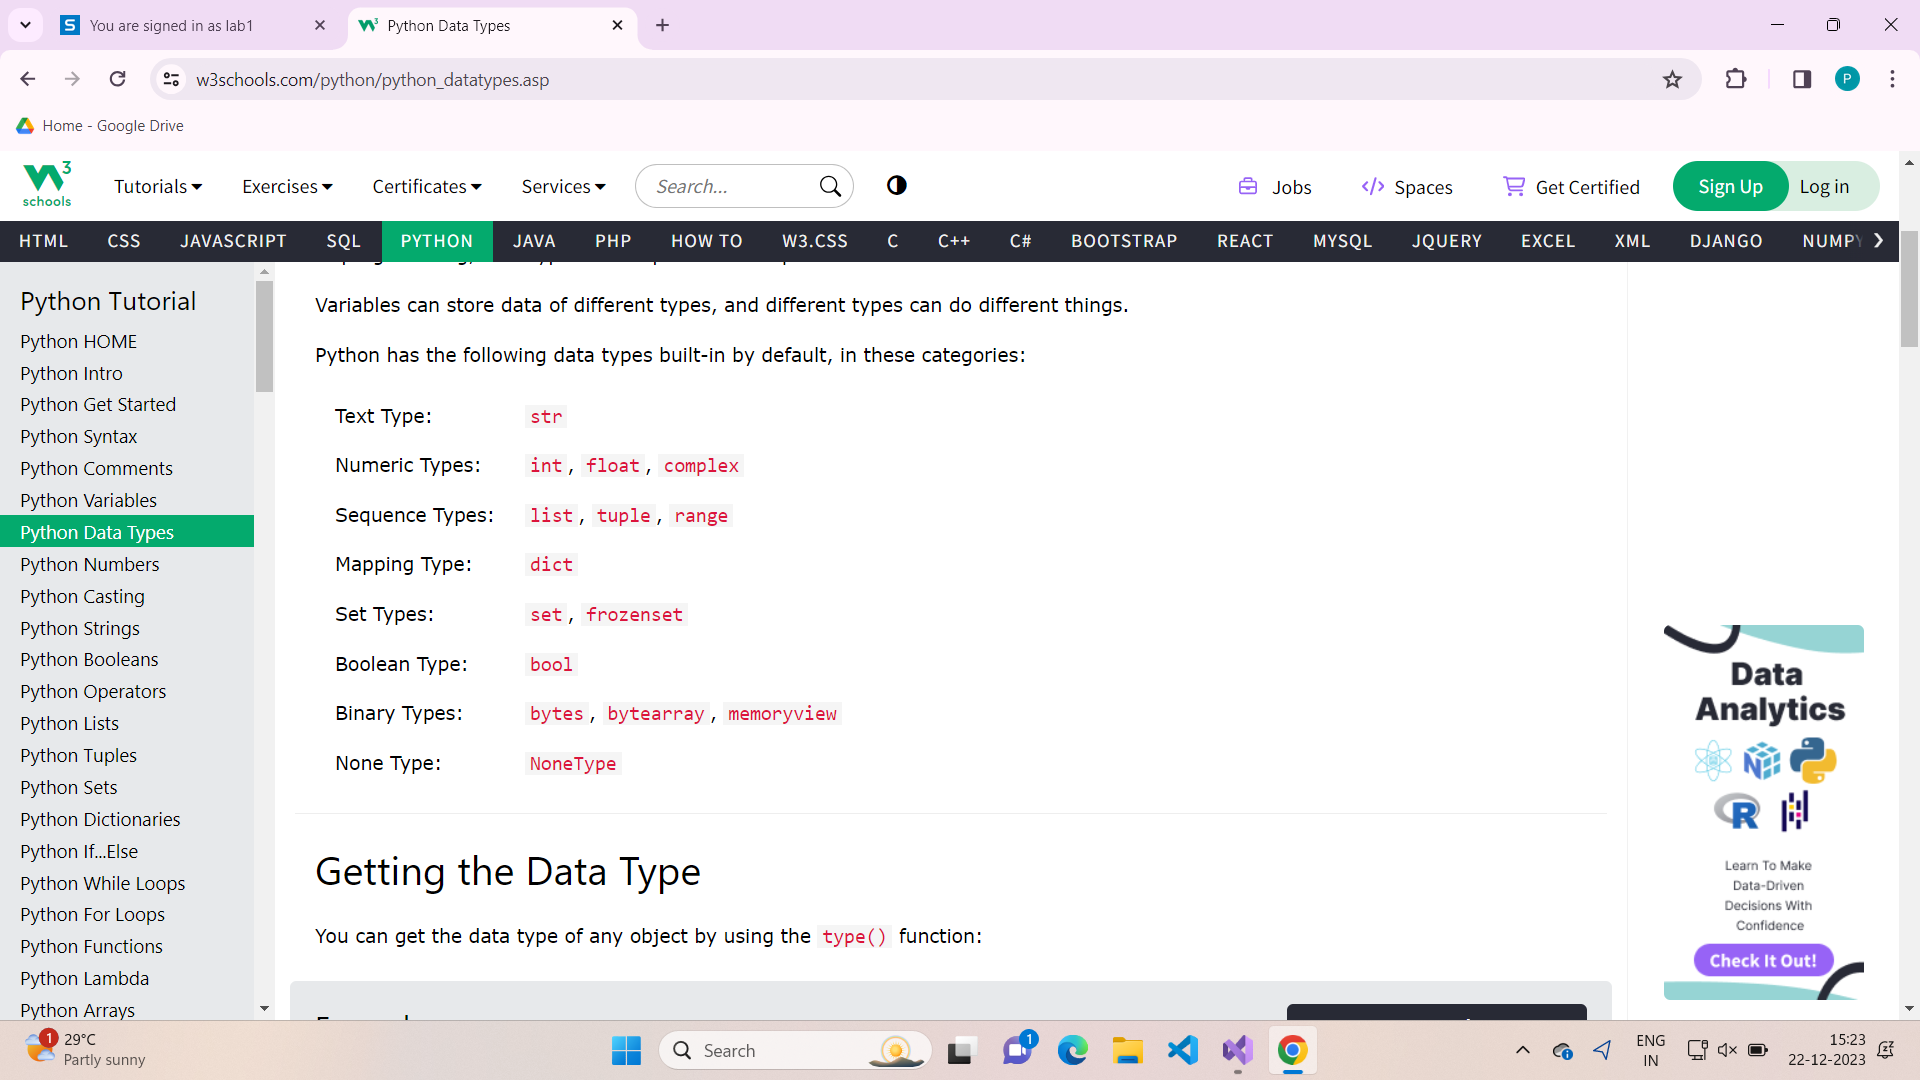 You are signed in as lab1
Python Data Types
w3schools.com/python/python_datatypes.asp
P
Home - Google Drive
W3 schools
Tutorials
Exercises
Certificates
Services
Search...
Jobs
Spaces
Get Certified
Sign Up
Log in
HTML CSS JAVASCRIPT SQL PYTHON JAVA PHP HOW TO W3.CSS C C++ C# BOOTSTRAP REACT MYSQL JQUERY EXCEL XML DJANGO NUMPY
Python Tutorial
Python HOME
Python Intro
Python Get Started
Python Syntax
Python Comments
Python Variables
Python Data Types
Python Numbers
Python Casting
Python Strings
Python Booleans
Python Operators
Python Lists
Python Tuples
Python Sets
Python Dictionaries
Python If...Else
Python While Loops
Python For Loops
Python Functions
Python Lambda
Python Arrays
Variables can store data of different types, and different types can do different things.
Python has the following data types built-in by default, in these categories:
Text Type: str
Numeric Types: int, float, complex
Sequence Types: list, tuple, range
Mapping Type: dict
Set Types: set, frozenset
Boolean Type: bool
Binary Types: bytes, bytearray, memoryview
None Type: NoneType
Getting the Data Type
You can get the data type of any object by using the type() function:
Data
Analytics
R
Learn To Make
Data-Driven
Decisions With
Confidence
Check It Out!
1
29°C
Partly sunny
Search
1
ENG
IN
15:23
22-12-2023